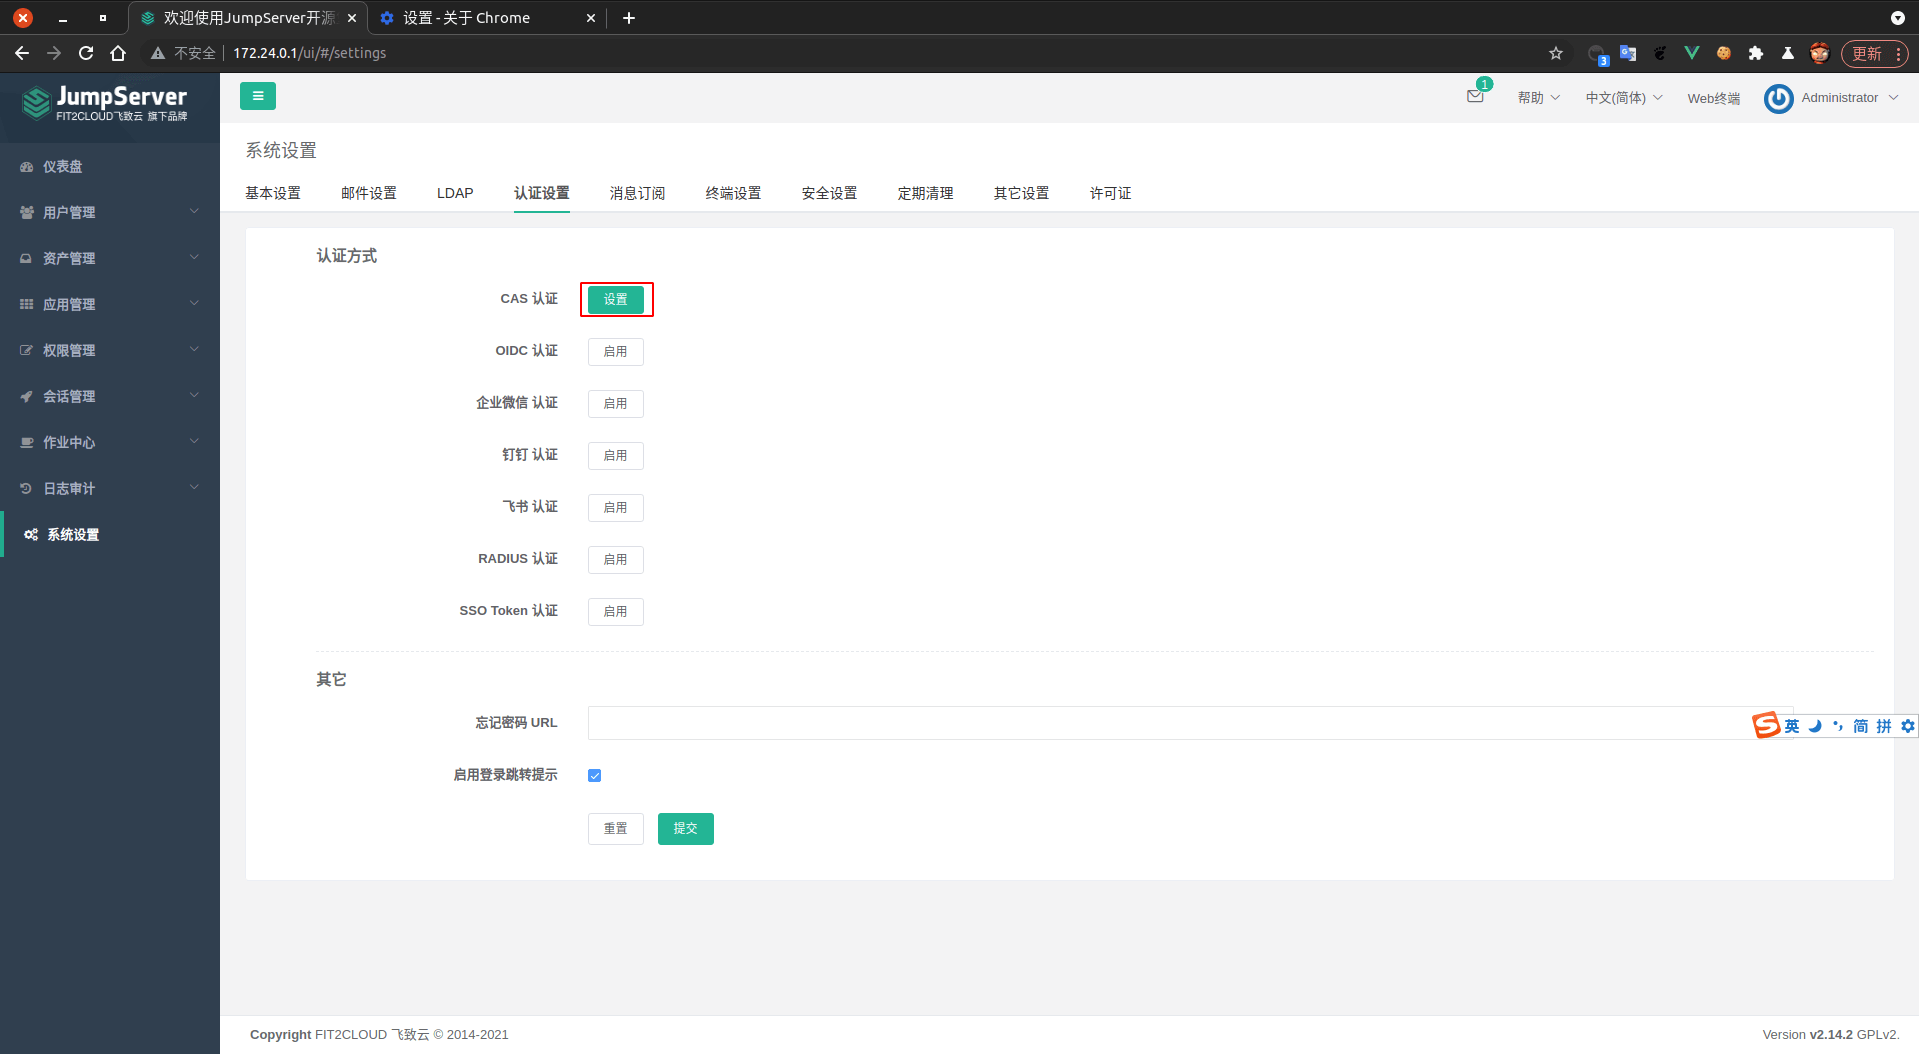 欢迎使用JumpServer开源
设置 - 关于 Chrome
不安全
172.24.0.1/ui/#/settings
3
更新
JumpServer
FIT2CLOUD飞致云 旗下品牌
1
帮助
中文(简体)
Web终端
Administrator
仪表盘
用户管理
资产管理
应用管理
权限管理
会话管理
作业中心
日志审计
系统设置
系统设置
基本设置
邮件设置
LDAP
认证设置
消息订阅
终端设置
安全设置
定期清理
其它设置
许可证
认证方式
CAS 认证 设置
OIDC 认证 启用
企业微信 认证 启用
钉钉 认证 启用
飞书 认证 启用
RADIUS 认证 启用
SSO Token 认证 启用
其它
忘记密码 URL
英 简 拼
启用登录跳转提示
重置 提交
Copyright FIT2CLOUD 飞致云 © 2014-2021
Version v2.14.2 GPLv2.